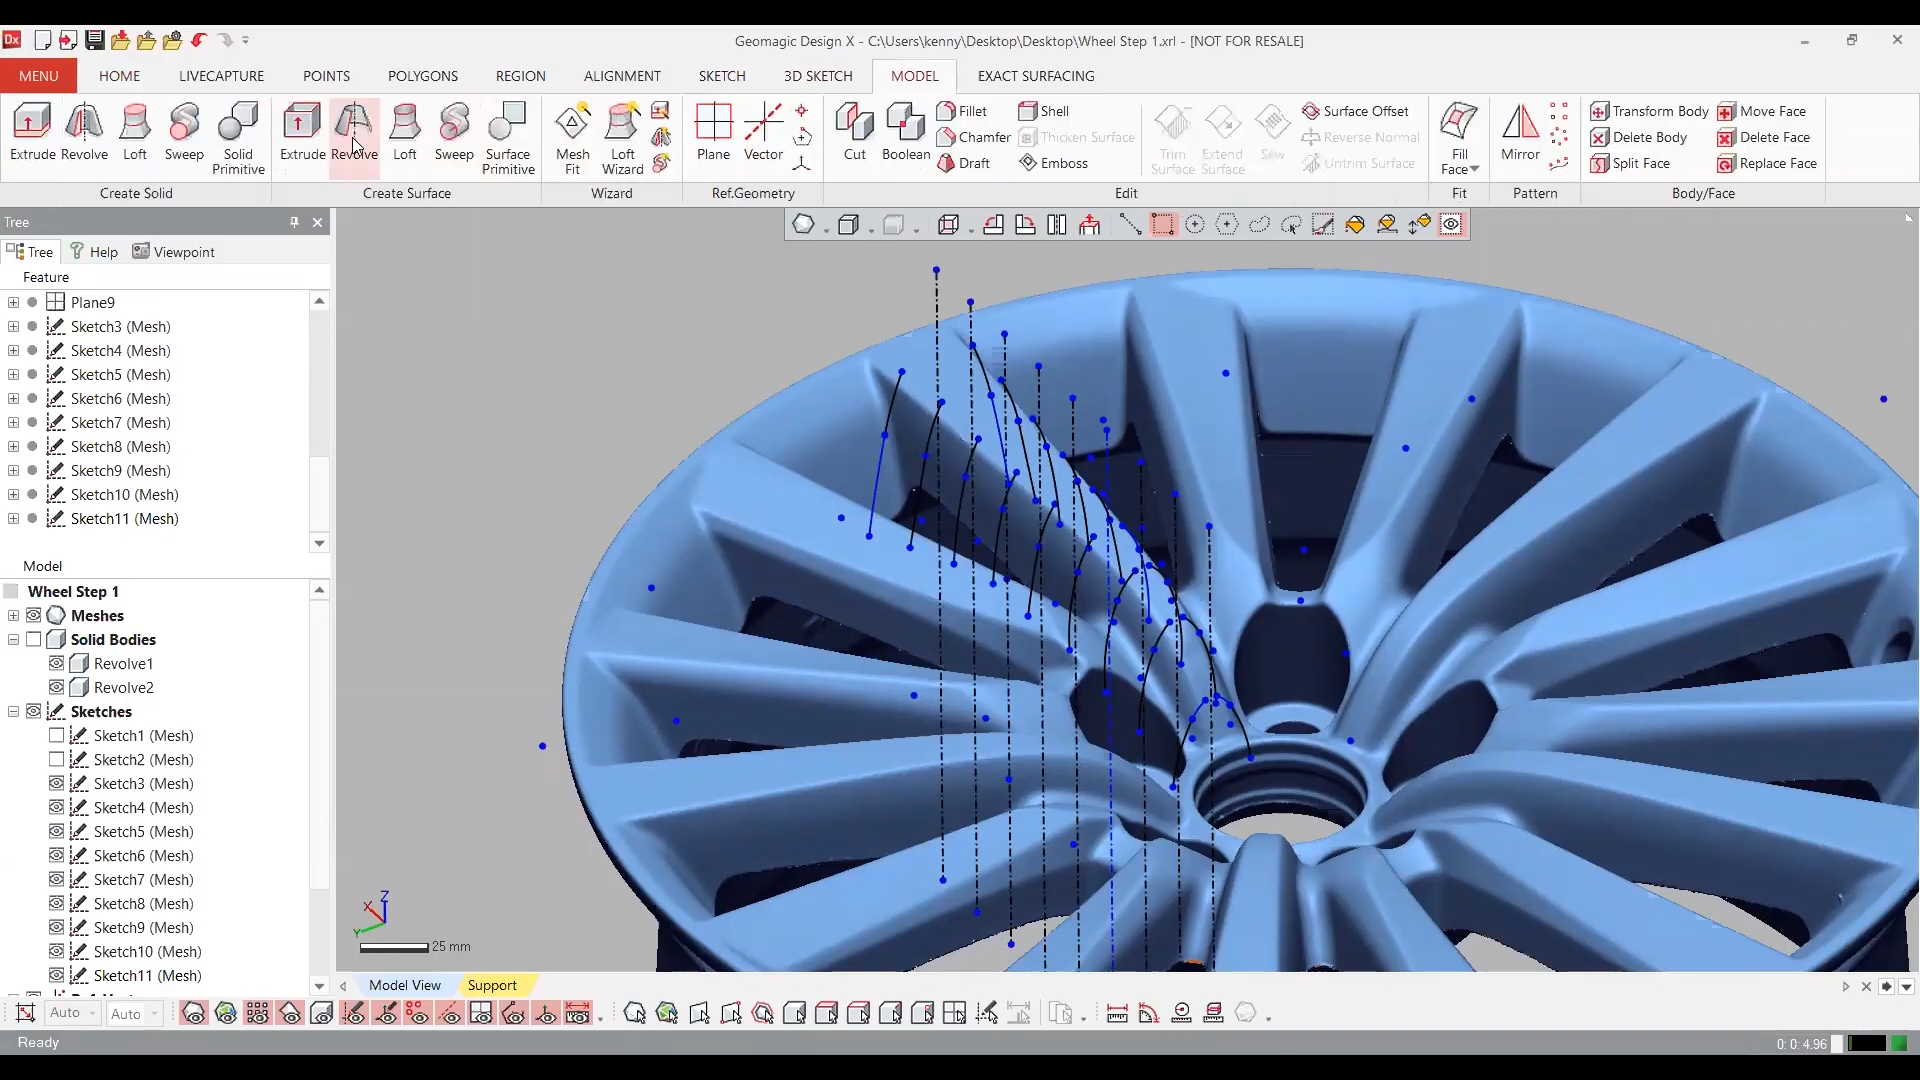 Dx
Geomagic Design X - C:\Users\kenny\Desktop\Desktop\Wheel Step 1.xrl - [NOT FOR RESALE]
MENU HOME LIVECAPTURE POINTS POLYGONS REGION ALIGNMENT SKETCH 3D SKETCH MODEL EXACT SURFACING
Extrude Revolve Loft Sweep Solid Primitive
Create Solid
Extrude Revolve Loft Sweep Surface Primitive
Create Surface
Mesh Fit Loft Wizard
Wizard
Plane Vector
Ref.Geometry
Cut Boolean Fillet Chamfer Draft Shell Thicken Surface Emboss Trim Surface Extend Surface Sew Surface Offset Reverse Normal Untrim Surface
Edit
Fill Face
Fit
Mirror
Pattern
Transform Body Delete Body Split Face Move Face Delete Face Replace Face
Body/Face
Tree
Tree Help Viewpoint
Feature
Plane9
Sketch3 (Mesh)
Sketch4 (Mesh)
Sketch5 (Mesh)
Sketch6 (Mesh)
Sketch7 (Mesh)
Sketch8 (Mesh)
Sketch9 (Mesh)
Sketch10 (Mesh)
Sketch11 (Mesh)
Model
Wheel Step 1
Meshes
Solid Bodies
Revolve1
Revolve2
Sketches
Sketch1 (Mesh)
Sketch2 (Mesh)
Sketch3 (Mesh)
Sketch4 (Mesh)
Sketch5 (Mesh)
Sketch6 (Mesh)
Sketch7 (Mesh)
Sketch8 (Mesh)
Sketch9 (Mesh)
Sketch10 (Mesh)
Sketch11 (Mesh)
Z
X
Y
25 mm
Model View Support
Auto Auto
Ready
0: 0: 4.96